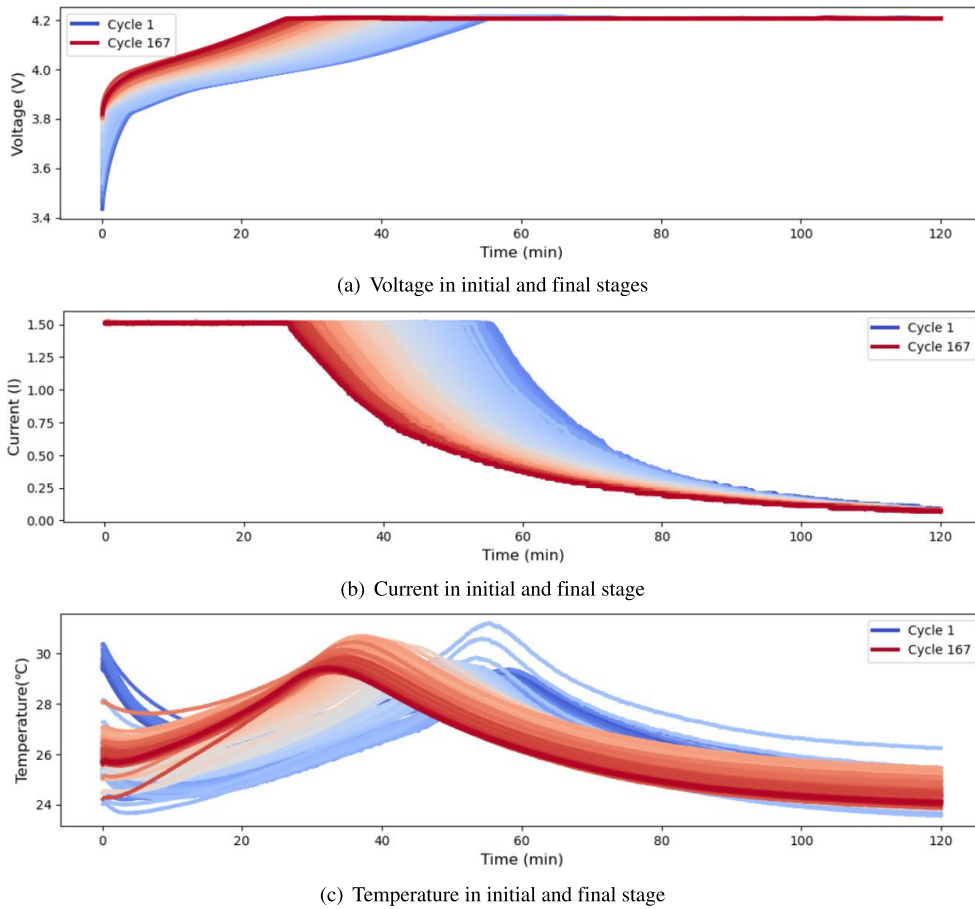 4.2
4.0
3.8
3.6
3.4
Voltage (V)
Cycle 1
Cycle 167
0 20 40 60 80 100 120
Time (min)
(a) Voltage in initial and final stages
1.50
1.25
1.00
0.75
0.50
0.25
0.00
Current (I)
Cycle 1
Cycle 167
0 20 40 60 80 100 120
Time (min)
(b) Current in initial and final stage
30
28
26
24
Temperature(℃)
Cycle 1
Cycle 167
0 20 40 60 80 100 120
Time (min)
(c) Temperature in initial and final stage